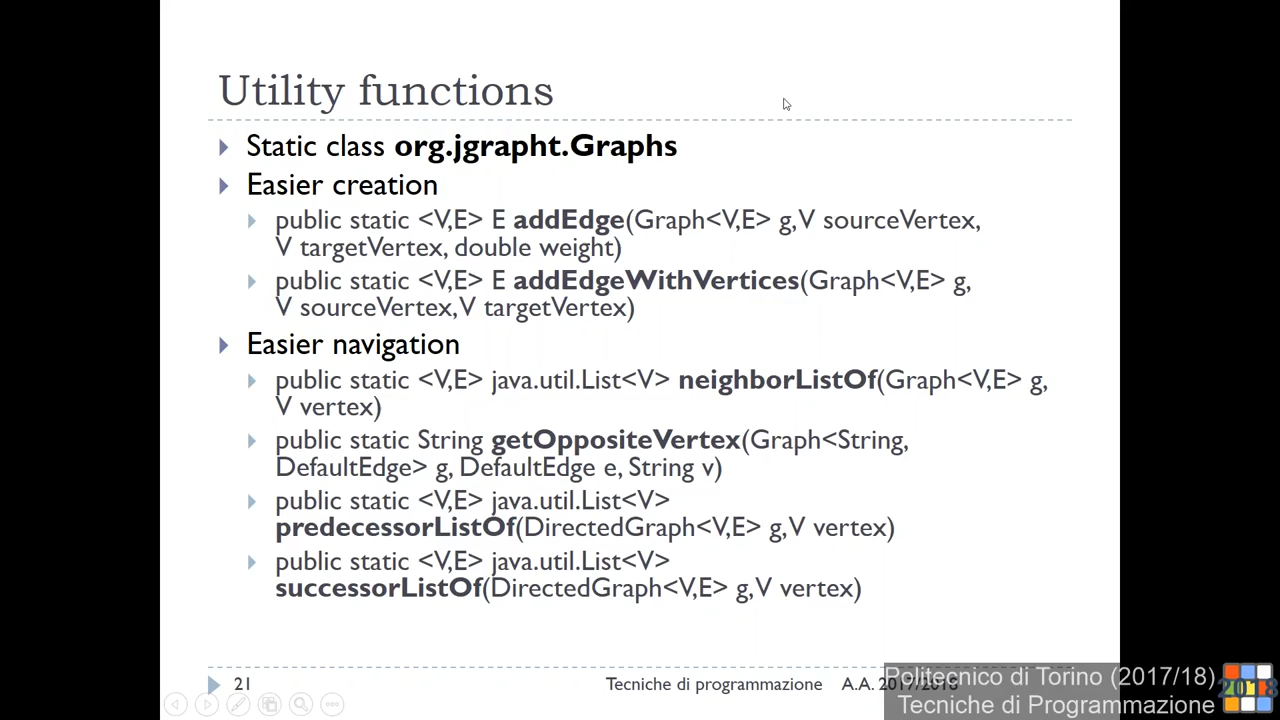 Utility functions
Static class org.jgrapht.Graphs
Easier creation
public static <V,E> E addEdge(Graph<V,E> g, V sourceVertex,
V targetVertex, double weight)
public static <V,E> E addEdgeWithVertices(Graph<V,E> g,
V sourceVertex, V targetVertex)
Easier navigation
public static <V,E> java.util.List<V> neighborListOf(Graph<V,E> g,
V vertex)
public static String getOppositeVertex(Graph<String,
DefaultEdge> g, DefaultEdge e, String v)
public static <V,E> java.util.List<V>
predecessorListOf(DirectedGraph<V,E> g, V vertex)
public static <V,E> java.util.List<V>
successorListOf(DirectedGraph<V,E> g, V vertex)
21 Tecniche di programmazione A.A. 2017/2018
Politecnico di Torino (2017/18)
Tecniche di Programmazione
2018